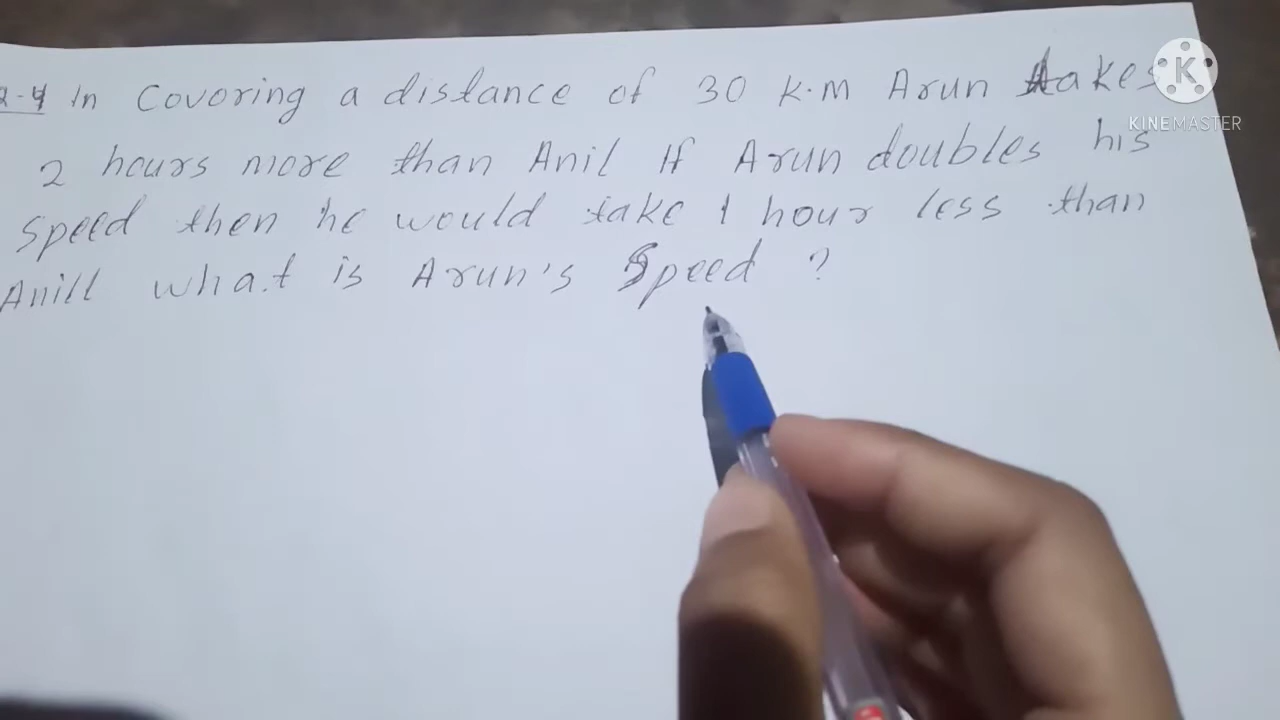 Q-4 In Covoring a distance of 30 K.M Arun takes
2 hours more than Anil If Arun doubles his
Speed then he would take 1 hour less than
Anill what is Arun's Speed ?
K
KINEMASTER